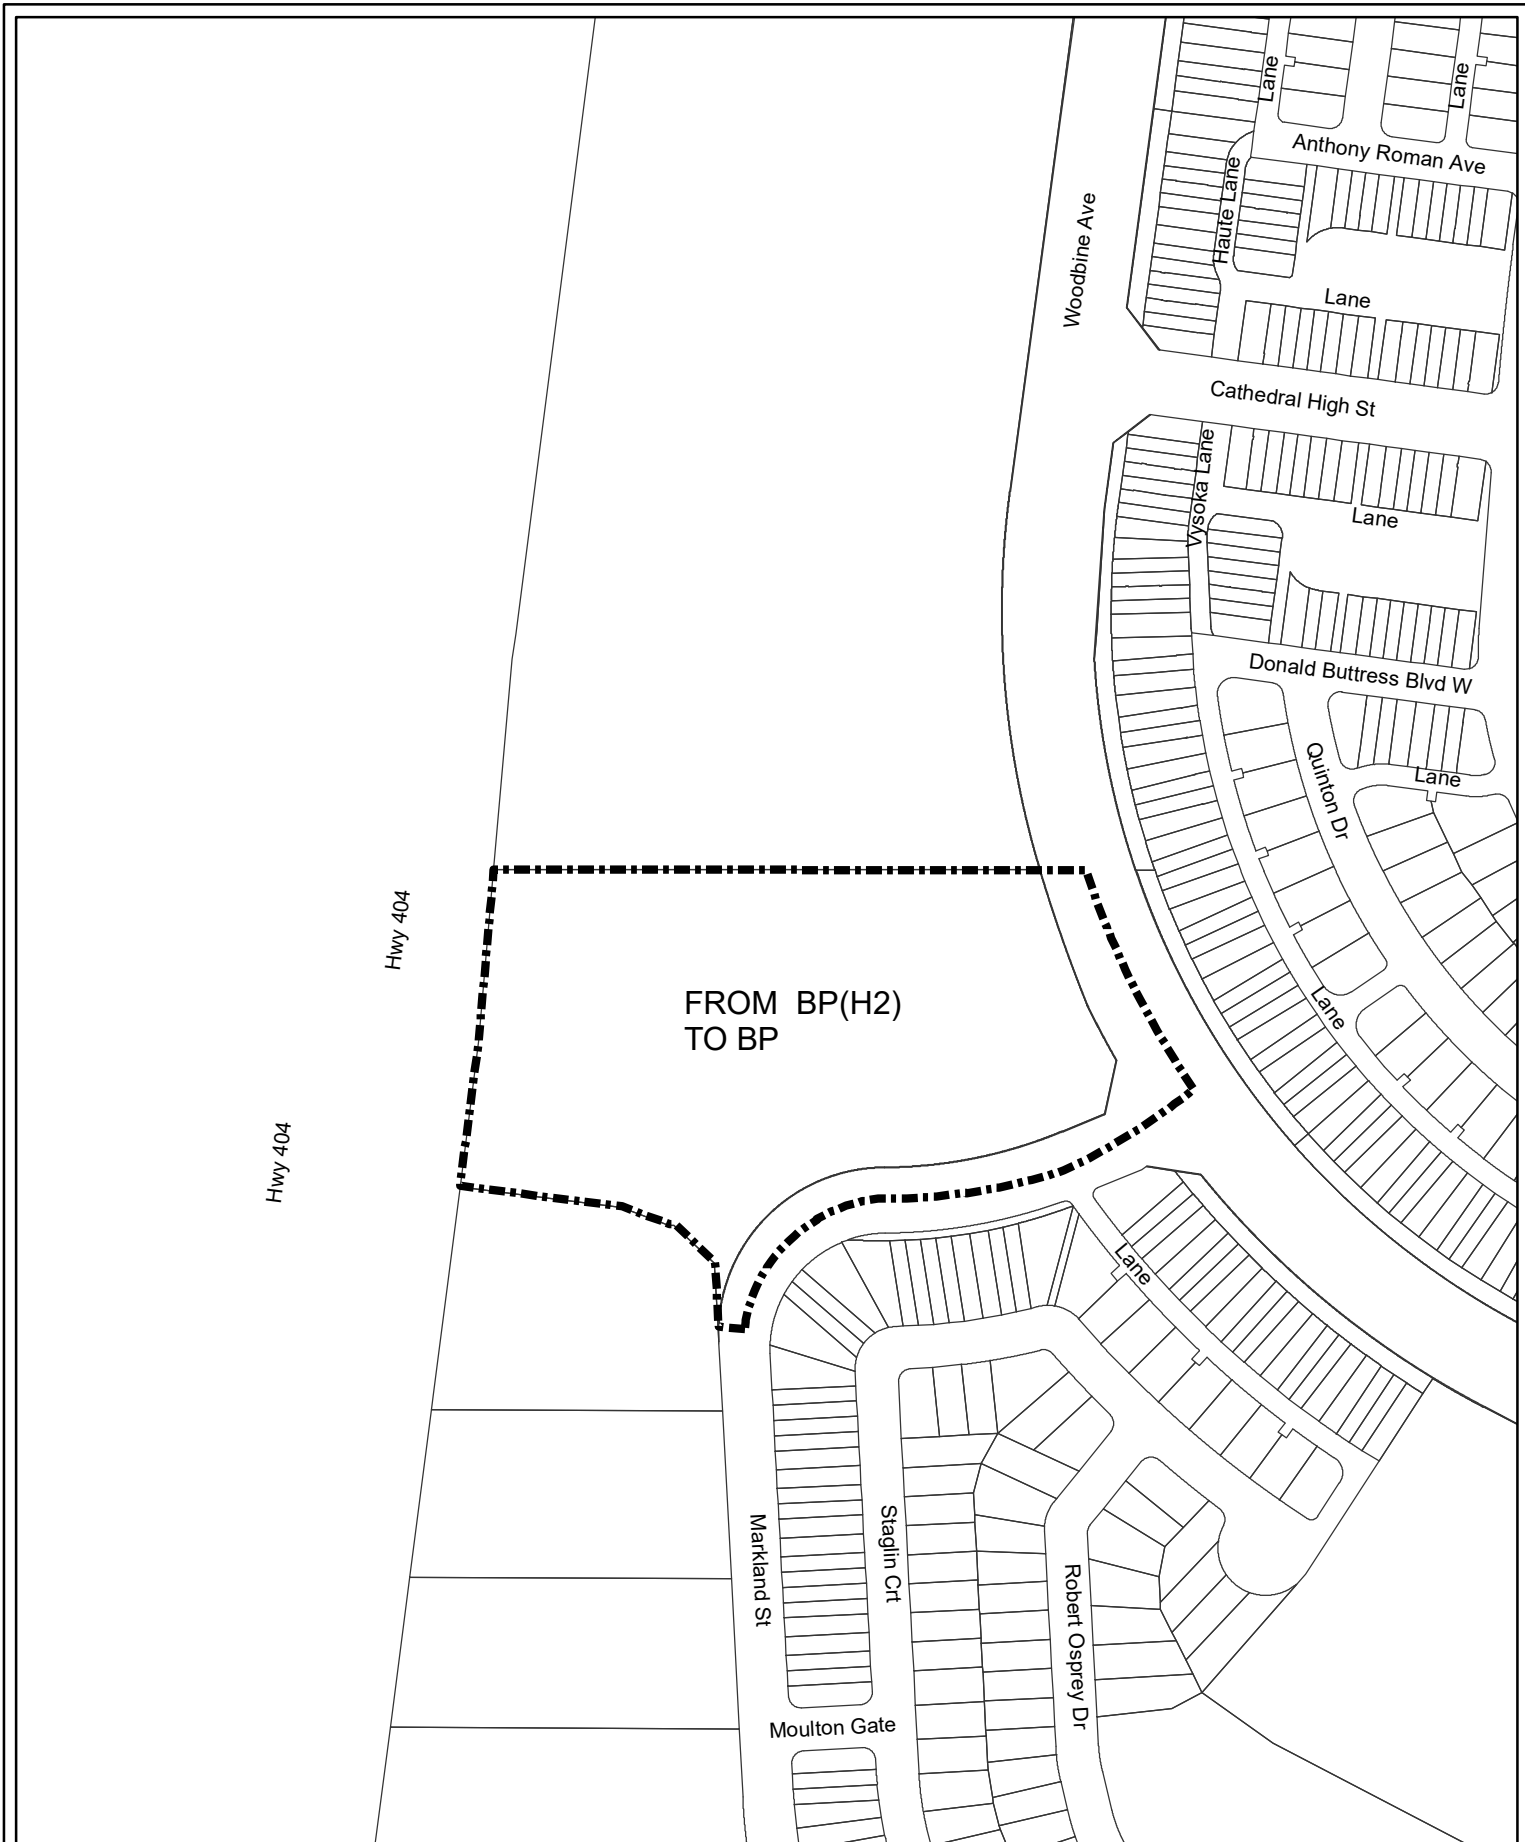 Lane
Lane
Anthony Roman Ave
Haute Lane
Woodbine Ave
Lane
Cathedral High St
Vysoka Lane
Lane
Donald Buttress Blvd W
Quinton Dr
Lane
Hwy 404
FROM BP(H2)
TO BP
Lane
Hwy 404
Lane
Markland St
Staglin Crt
Robert Osprey Dr
Moulton Gate